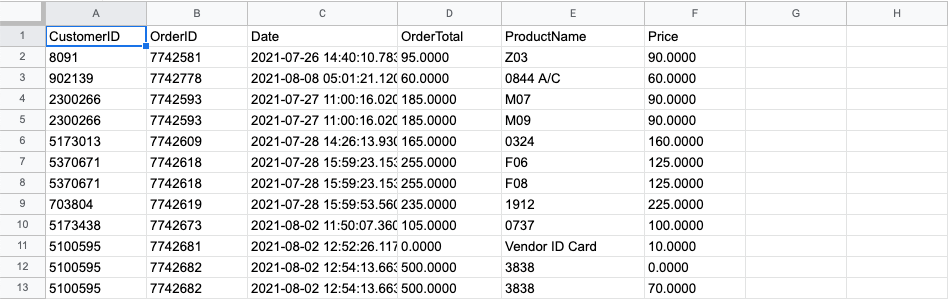 A B C D E F G H
1 CustomerID OrderID Date OrderTotal ProductName Price
2 8091 7742581 2021-07-26 14:40:10.783 95.0000 Z03 90.0000
3 902139 7742778 2021-08-08 05:01:21.120 60.0000 0844 A/C 60.0000
4 2300266 7742593 2021-07-27 11:00:16.020 185.0000 M07 90.0000
5 2300266 7742593 2021-07-27 11:00:16.020 185.0000 M09 90.0000
6 5173013 7742609 2021-07-28 14:26:13.930 165.0000 0324 160.0000
7 5370671 7742618 2021-07-28 15:59:23.153 255.0000 F06 125.0000
8 5370671 7742618 2021-07-28 15:59:23.153 255.0000 F08 125.0000
9 703804 7742619 2021-07-28 15:59:53.560 235.0000 1912 225.0000
10 5173438 7742673 2021-08-02 11:50:07.360 105.0000 0737 100.0000
11 5100595 7742681 2021-08-02 12:52:26.117 0.0000 Vendor ID Card 10.0000
12 5100595 7742682 2021-08-02 12:54:13.663 500.0000 3838 0.0000
13 5100595 7742682 2021-08-02 12:54:13.663 500.0000 3838 70.0000